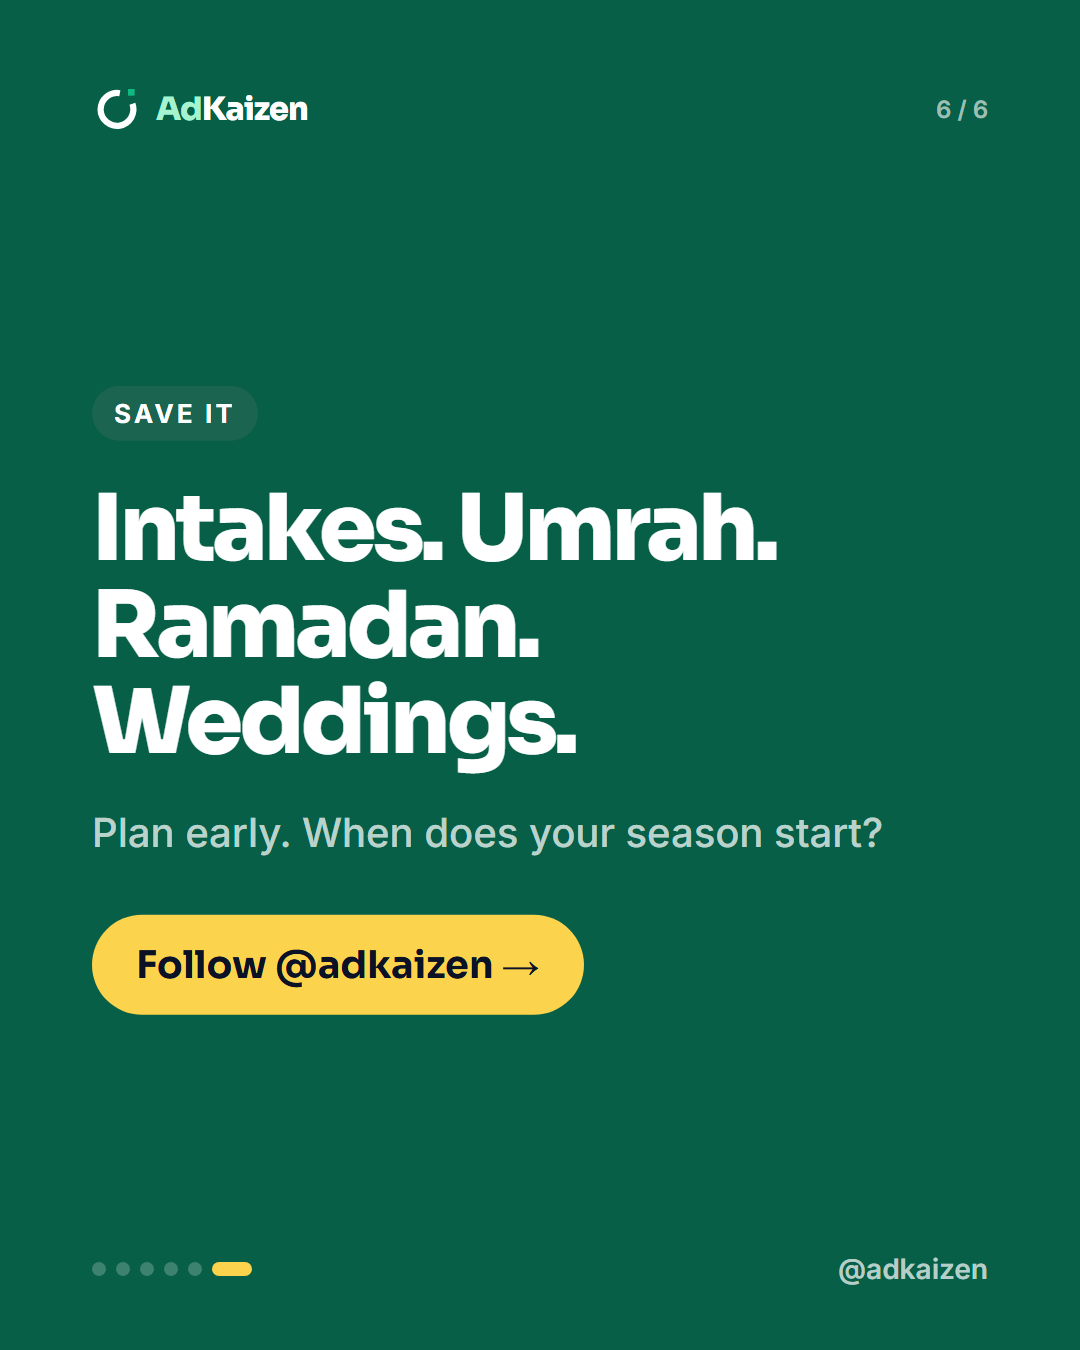 AdKaizen
6 / 6
SAVE IT
Intakes. Umrah.
Ramadan.
Weddings.
Plan early. When does your season start?
Follow @adkaizen →
@adkaizen